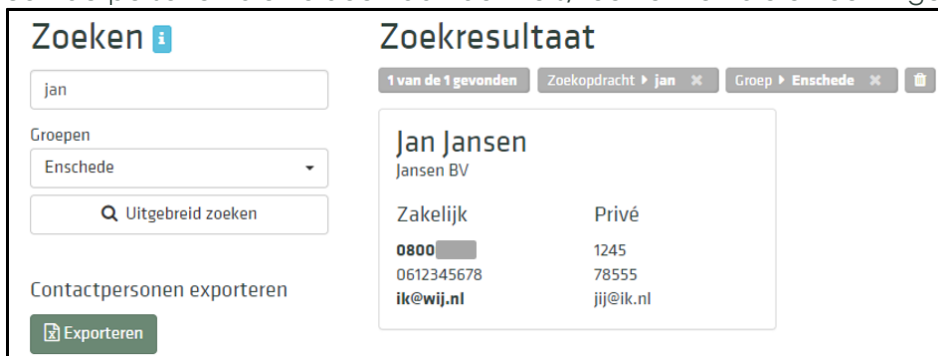 Zoeken i
jan
Groepen
Enschede
Uitgebreid zoeken
Contactpersonen exporteren
Exporteren
Zoekresultaat
1 van de 1 gevonden
Zoekopdracht jan
Groep Enschede
Jan Jansen
Jansen BV
Zakelijk Privé
0800 1245
0612345678 78555
ik@wij.nl jij@ik.nl